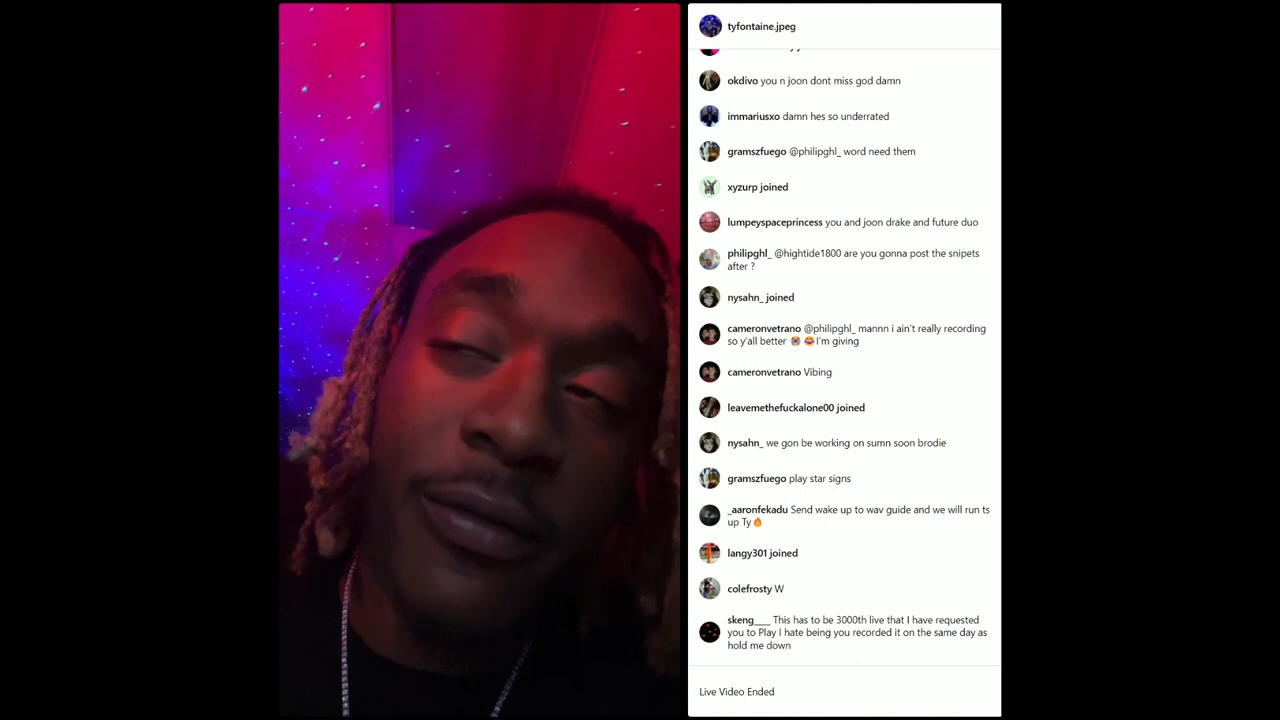 tyfontaine.jpeg
okdivo you n joon dont miss god damn
immariusxo damn hes so underrated
gramszfuego @philipghl_ word need them
xyzurp joined
lumpeyspaceprincess you and joon drake and future duo
philipghl_ @hightide1800 are you gonna post the snipets
after ?
nysahn_ joined
cameronvetrano @philipghl_ mannn i ain't really recording
so y'all better 😭 😂 I'm giving
cameronvetrano Vibing
leavemethefuckalone00 joined
nysahn_ we gon be working on sumn soon brodie
gramszfuego play star signs
_aaronfekadu Send wake up to wav guide and we will run ts
up Ty🔥
langy301 joined
colefrosty W
skeng____ This has to be 3000th live that I have requested
you to Play I hate being you recorded it on the same day as
hold me down
Live Video Ended